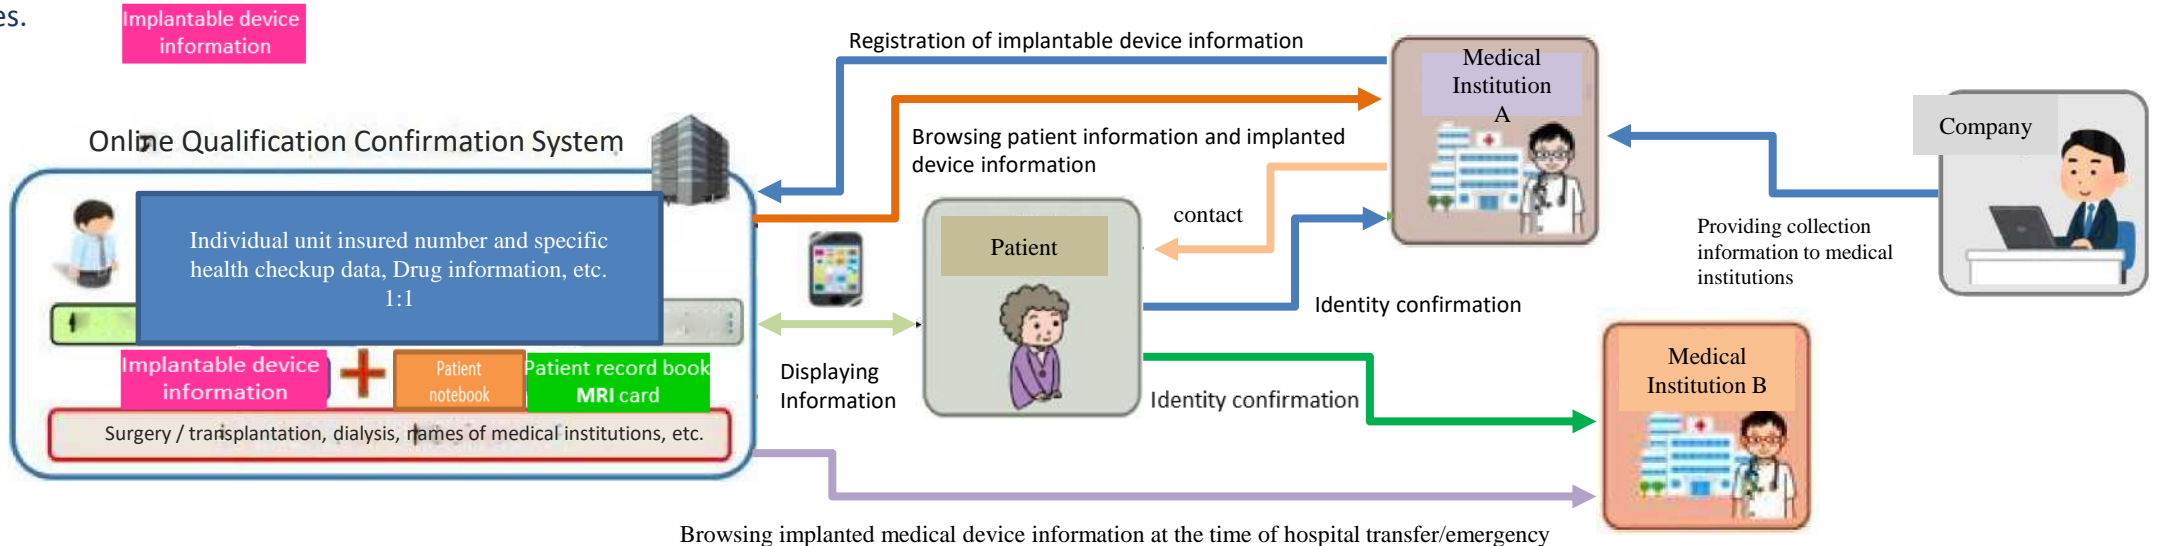 es.
Implantable device
information
Registration of implantable device information
Medical
Institution
A
Company
Online Qualification Confirmation System
Browsing patient information and implanted
device information
Individual unit insured number and specific
health checkup data, Drug information, etc.
1:1
contact
Patient
Providing collection
information to medical
institutions
Identity confirmation
Implantable device
information
Patient
notebook
Patient record book
MRI card
Displaying
Information
Identity confirmation
Medical
Institution B
Surgery / transplantation, dialysis, names of medical institutions, etc.
Browsing implanted medical device information at the time of hospital transfer/emergency